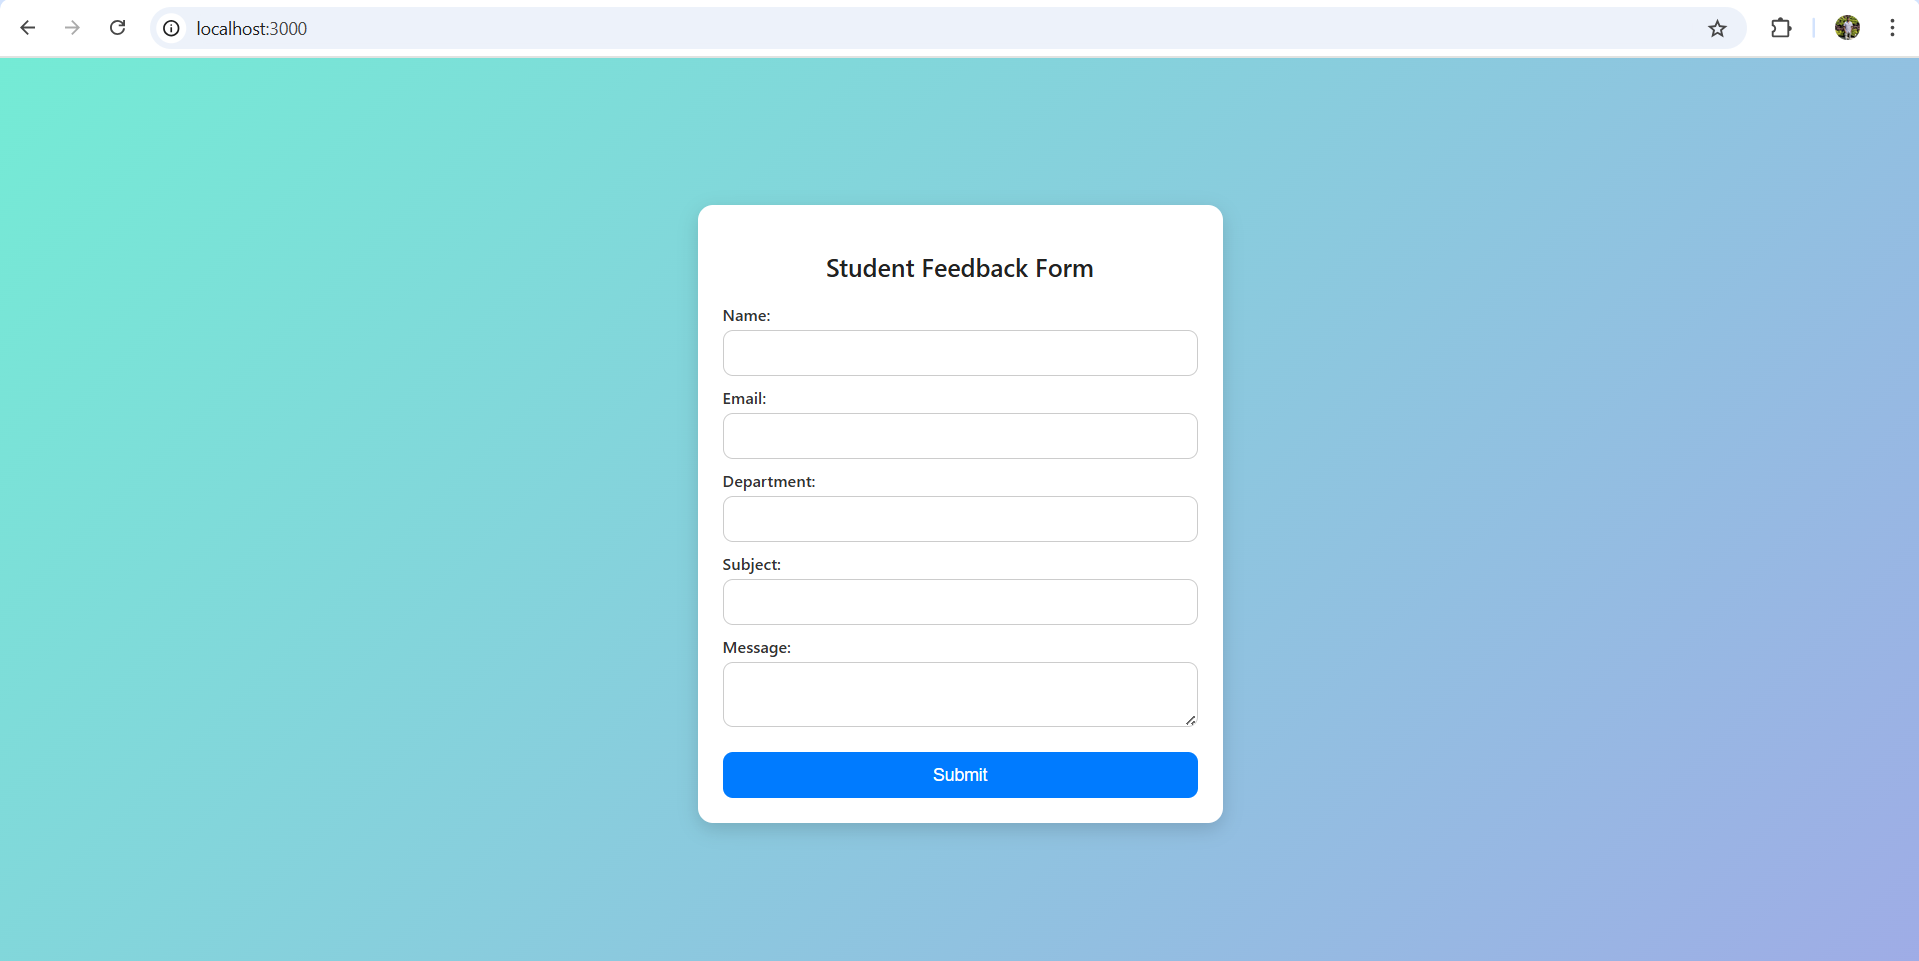 localhost:3000
Student Feedback Form
Name:
Email:
Department:
Subject:
Message:
Submit